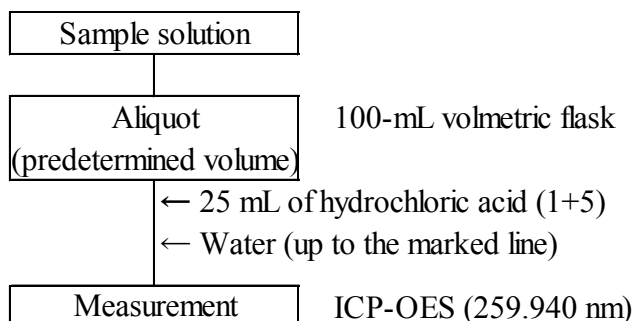 Sample solution
Aliquot
(predetermined volume)
100-mL volmetric flask
← 25 mL of hydrochloric acid (1+5)
← Water (up to the marked line)
Measurement
ICP-OES (259.940 nm)